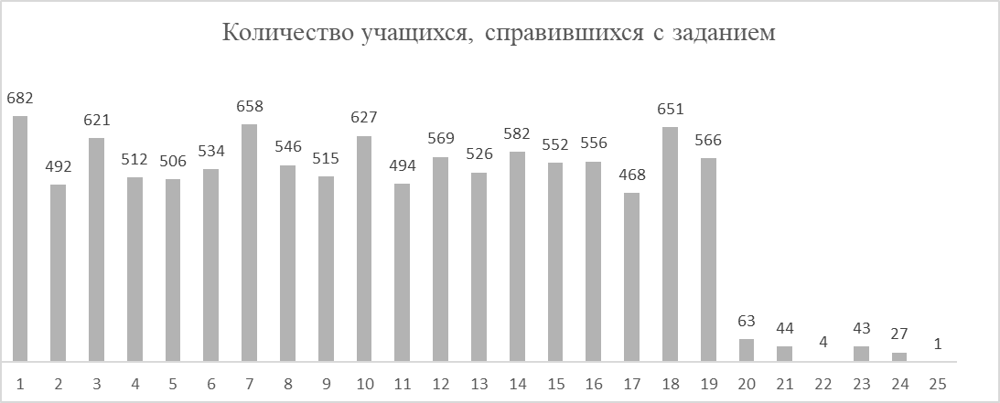 Количество учащихся, справившихся с заданием
682 492 621 512 506 534 658 546 515 627 494 569 526 582 552 556 468 651 566 63 44 4 43 27 1
1 2 3 4 5 6 7 8 9 10 11 12 13 14 15 16 17 18 19 20 21 22 23 24 25